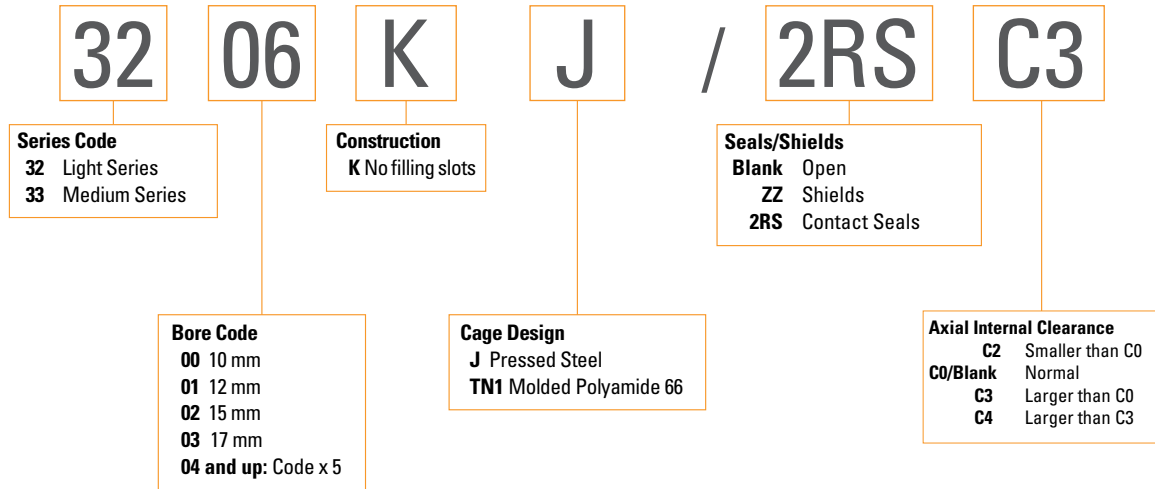 32 06 K J / 2RS C3
Series Code
32 Light Series
33 Medium Series
Construction
K No filling slots
Seals/Shields
Blank Open
ZZ Shields
2RS Contact Seals
Bore Code
00 10 mm
01 12 mm
02 15 mm
03 17 mm
04 and up: Code x 5
Cage Design
J Pressed Steel
TN1 Molded Polyamide 66
Axial Internal Clearance
C2 Smaller than C0
C0/Blank Normal
C3 Larger than C0
C4 Larger than C3